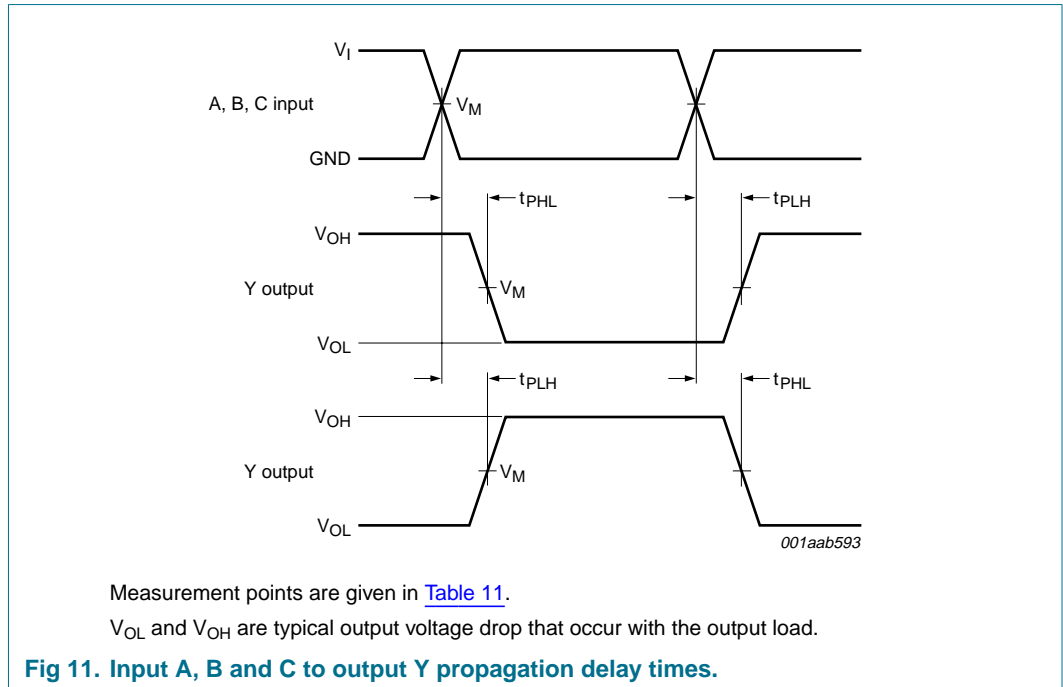 VI
A, B, C input
VM
GND
tPHL
tPLH
VOH
Y output
VM
VOL
tPLH
tPHL
VOH
Y output
VM
VOL
001aab593
Measurement points are given in Table 11.
VOL and VOH are typical output voltage drop that occur with the output load.
Fig 11. Input A, B and C to output Y propagation delay times.